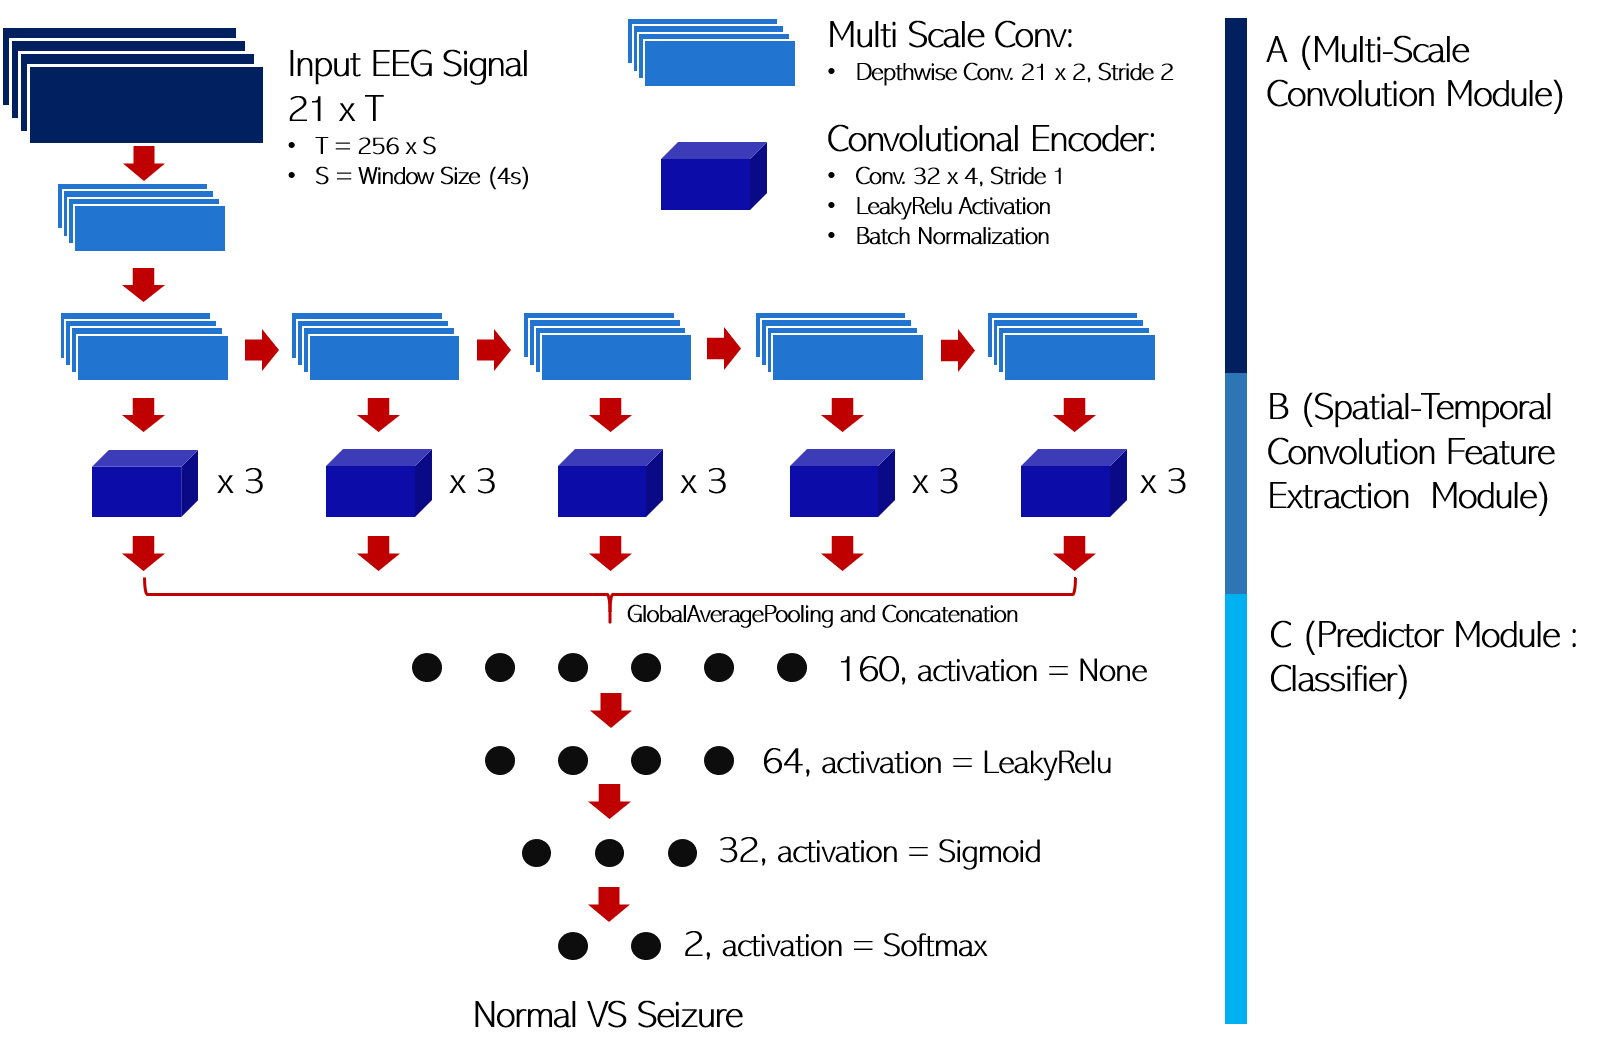 Input EEG Signal
21 x T
• T = 256 x S
• S = Window Size (4s)
Multi Scale Conv:
• Depthwise Conv. 21 x 2, Stride 2
Convolutional Encoder:
• Conv. 32 x 4, Stride 1
• LeakyRelu Activation
• Batch Normalization
A (Multi-Scale
Convolution Module)
x 3
x 3
x 3
x 3
x 3
B (Spatial-Temporal
Convolution Feature
Extraction Module)
GlobalAveragePooling and Concatenation
160, activation = None
64, activation = LeakyRelu
32, activation = Sigmoid
2, activation = Softmax
Normal VS Seizure
C (Predictor Module :
Classifier)